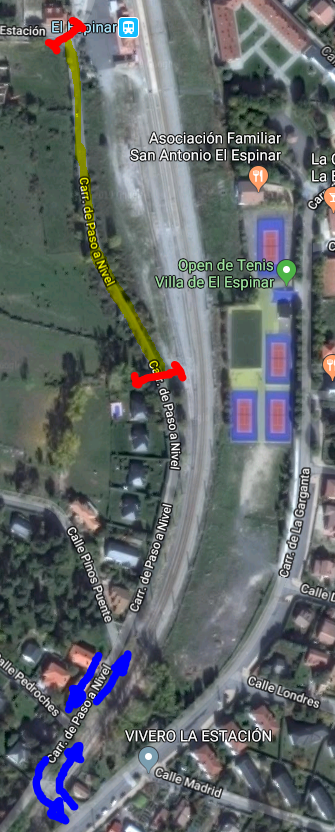 Estación
El Espinar
Asociación Familiar
San Antonio El Espinar
La C
La E
Carr. de Paso a Nivel
Open de Tenis
Villa de El Espinar
Carr. de Paso a Nivel
Carr. de Paso a Nivel
Carr. de La Garganta
Calle Pinos Puente
Calle L
Calle Pedroches
Carr. de Paso a Nivel
Calle Londres
VIVERO LA ESTACIÓN
Calle Madrid